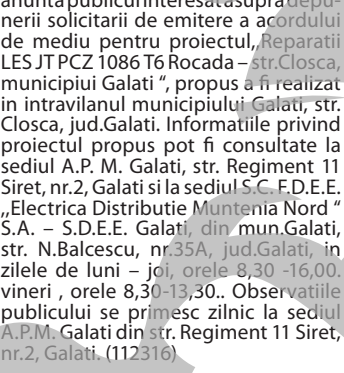 anunta publicul interesat asupra depu-
nerii solicitarii de emitere a acordului
de mediu pentru proiectul,,Reparatii
LES JT PCZ 1086 T6 Rocada – str.Closca,
municipiui Galati “, propus a fi realizat
in intravilanul municipiului Galati, str.
Closca, jud.Galati. Informatiile privind
proiectul propus pot fi consultate la
sediul A.P. M. Galati, str. Regiment 11
Siret, nr.2, Galati si la sediul S.C. F.D.E.E.
,,Electrica Distributie Muntenia Nord “
S.A. – S.D.E.E. Galati, din mun.Galati,
str. N.Balcescu, nr.35A, jud.Galati, in
zilele de luni – joi, orele 8,30 -16,00.
vineri , orele 8,30-13,30.. Observatiile
publicului se primesc zilnic la sediul
A.P.M. Galati din str. Regiment 11 Siret,
nr.2, Galati. (112316)